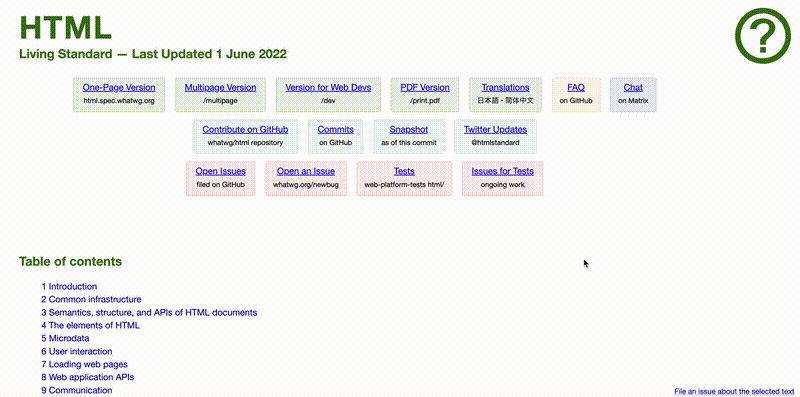 HTML
?
Living Standard — Last Updated 1 June 2022
One-Page Version
html.spec.whatwg.org
Multipage Version
/multipage
Version for Web Devs
/dev
PDF Version
/print.pdf
Translations
日本語 • 简体中文
FAQ
on GitHub
Chat
on Matrix
Contribute on GitHub
whatwg/html repository
Commits
on GitHub
Snapshot
as of this commit
Twitter Updates
@htmlstandard
Open Issues
filed on GitHub
Open an Issue
whatwg.org/newbug
Tests
web-platform-tests html/
Issues for Tests
ongoing work
Table of contents
1 Introduction
2 Common infrastructure
3 Semantics, structure, and APIs of HTML documents
4 The elements of HTML
5 Microdata
6 User interaction
7 Loading web pages
8 Web application APIs
9 Communication
File an issue about the selected text